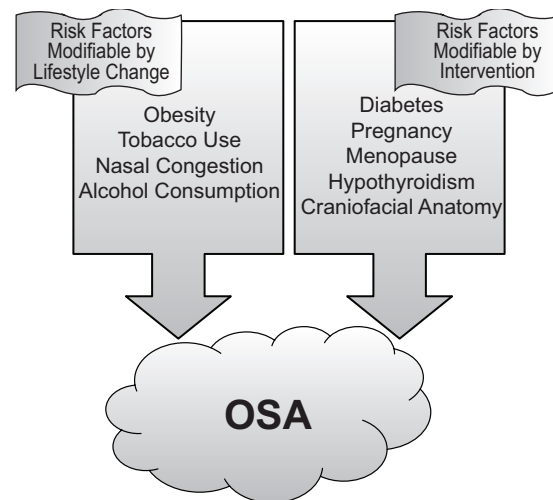 Risk Factors
Modifiable by
Lifestyle Change
Obesity
Tobacco Use
Nasal Congestion
Alcohol Consumption
Risk Factors
Modifiable by
Intervention
Diabetes
Pregnancy
Menopause
Hypothyroidism
Craniofacial Anatomy
OSA